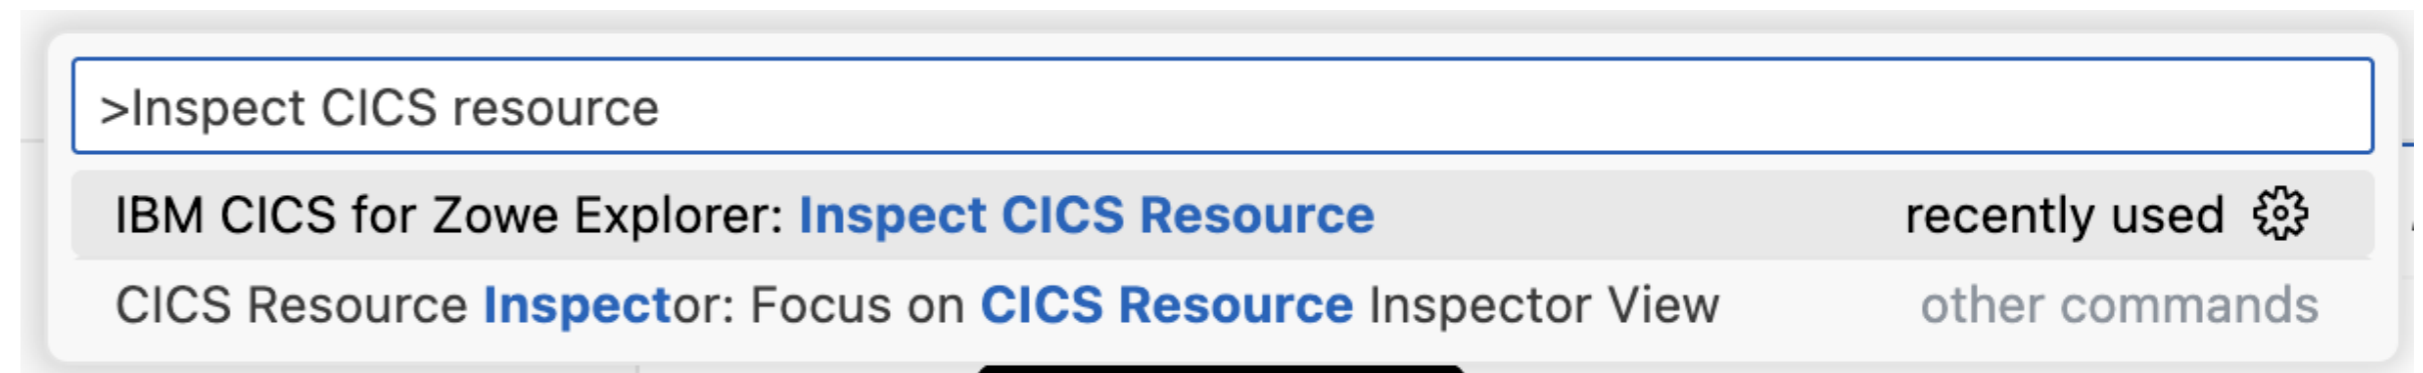 >Inspect CICS resource
IBM CICS for Zowe Explorer: Inspect CICS Resource recently used
CICS Resource Inspector: Focus on CICS Resource Inspector View other commands